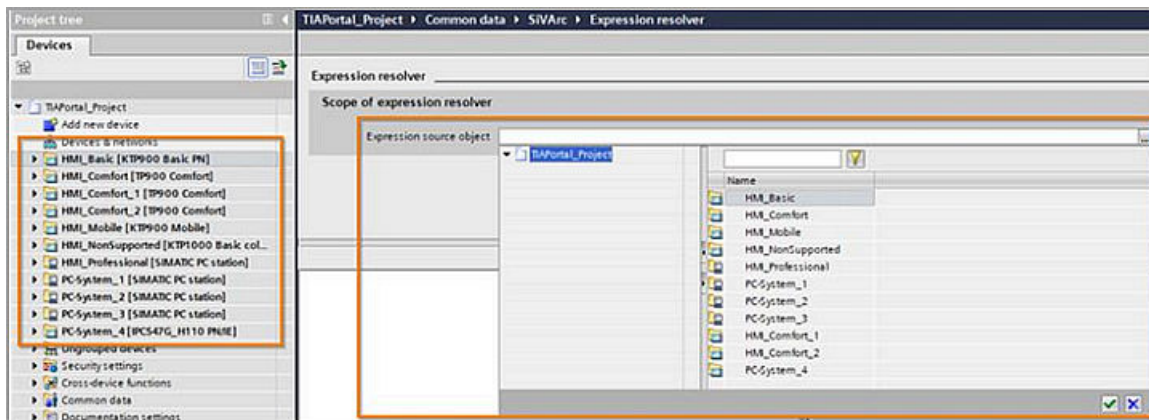 Project tree
TIAPortal_Project ▸ Common data ▸ SiVArc ▸ Expression resolver
Devices
Expression resolver
TIAPortal_Project
Add new device
Devices & networks
HMI_Basic [KTP900 Basic PN]
HMI_Comfort [TP900 Comfort]
HMI_Comfort_1 [TP900 Comfort]
HMI_Comfort_2 [TP900 Comfort]
HMI_Mobile [KTP900 Mobile]
HMI_NonSupported [KTP1000 Basic col...
HMI_Professional [SIMATIC PC station]
PC-System_1 [SIMATIC PC station]
PC-System_2 [SIMATIC PC station]
PC-System_3 [SIMATIC PC station]
PC-System_4 [IPC547G_H110 PN/IE]
Ungrouped devices
Security settings
Cross-device functions
Common data
Documentation settings
Scope of expression resolver
Expression source object
...
TIAPortal_Project
Name
HMI_Basic
HMI_Comfort
HMI_Mobile
HMI_NonSupported
HMI_Professional
PC-System_1
PC-System_2
PC-System_3
HMI_Comfort_1
HMI_Comfort_2
PC-System_4